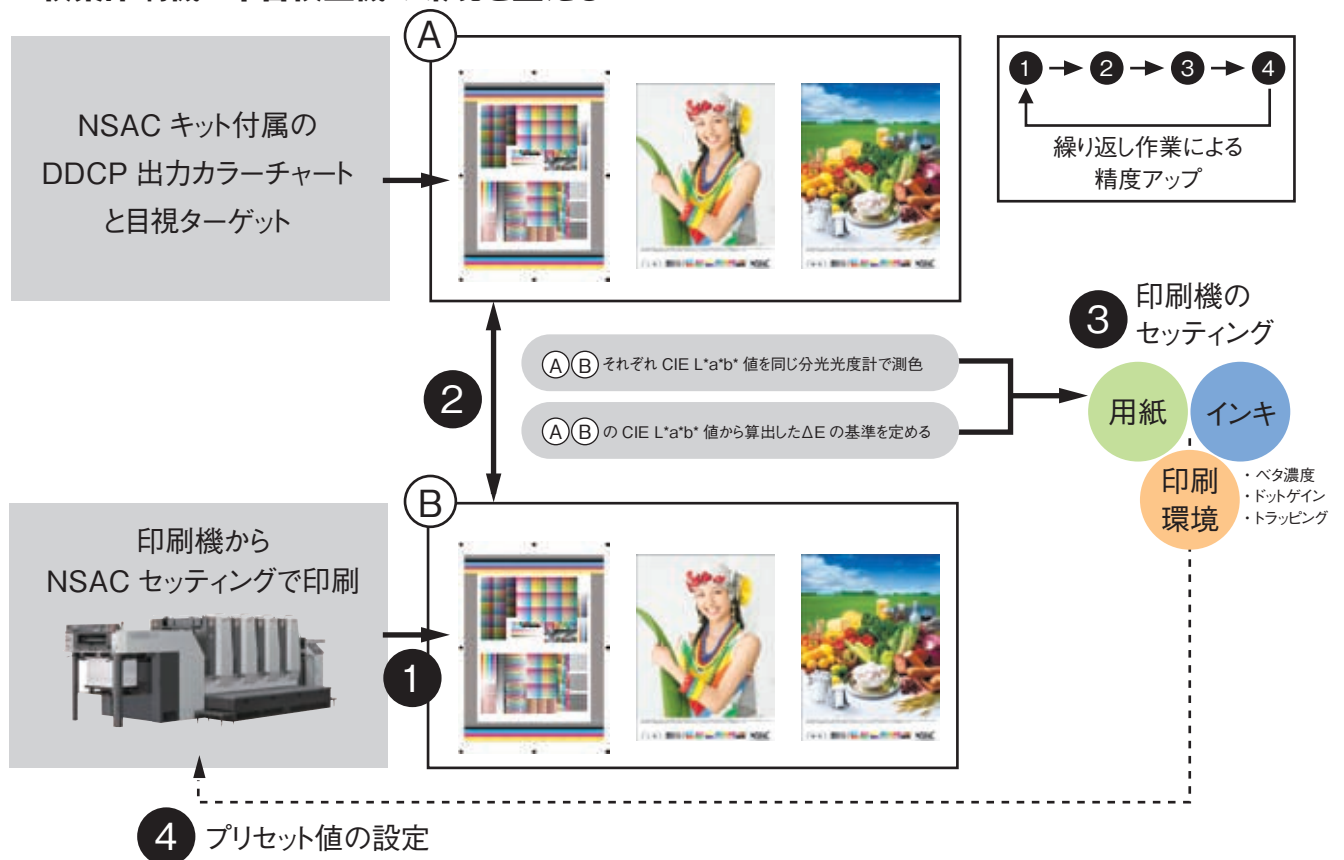 A
NSAC キット付属の
DDCP 出力カラーチャート
と目視ターゲット
1 → 2 → 3 → 4
繰り返し作業による
精度アップ
2
A B それぞれ CIE L*a*b* 値を同じ分光光度計で測色
A B の CIE L*a*b* 値から算出したΔE の基準を定める
3
印刷機の
セッティング
用紙
インキ
印刷
環境
・ベタ濃度
・ドットゲイン
・トラッピング
B
印刷機から
NSAC セッティングで印刷
1
4 プリセット値の設定